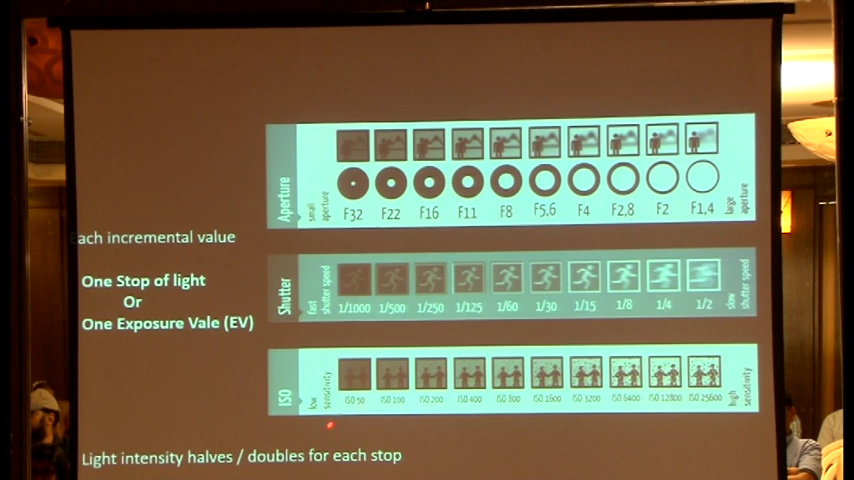 Aperture
small aperture
F32 F22 F16 F11 F8 F5,6 F4 F2,8 F2 F1,4
large aperture
Each incremental value
One Stop of light
Or
One Exposure Vale (EV)
Shutter
fast shutter speed
1/1000 1/500 1/250 1/125 1/60 1/30 1/15 1/8 1/4 1/2
slow shutter speed
ISO
low sensitivity
ISO 50 ISO 100 ISO 200 ISO 400 ISO 800 ISO 1600 ISO 3200 ISO 6400 ISO 12800 ISO 25600
high sensitivity
Light intensity halves / doubles for each stop